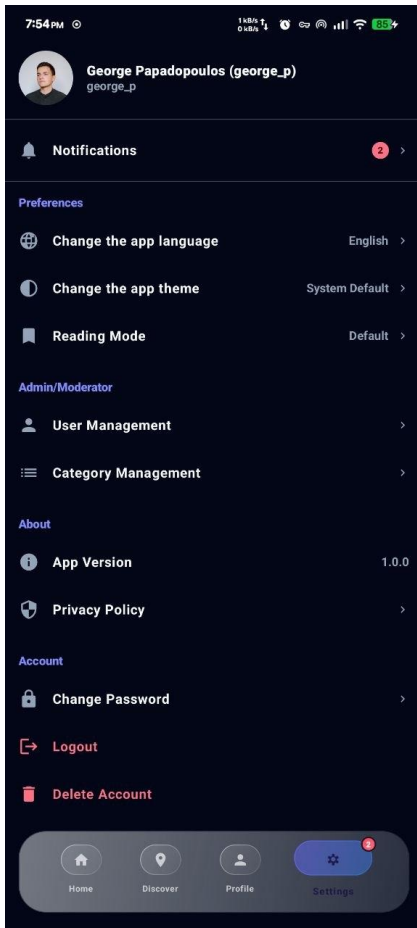 7:54 PM
1 kB/s
0 kB/s
85
George Papadopoulos (george_p)
george_p
Notifications
2
Preferences
Change the app language
English
Change the app theme
System Default
Reading Mode
Default
Admin/Moderator
User Management
Category Management
About
App Version
1.0.0
Privacy Policy
Account
Change Password
Logout
Delete Account
2
Home
Discover
Profile
Settings